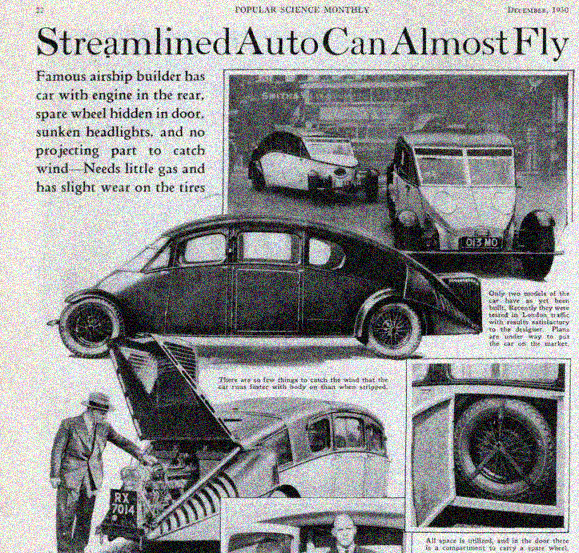 22
POPULAR SCIENCE MONTHLY
DECEMBER, 1930
Streamlined Auto Can Almost Fly
Famous airship builder has
car with engine in the rear,
spare wheel hidden in door,
sunken headlights, and no
projecting part to catch
wind—Needs little gas and
has slight wear on the tires
SMITHS
013 MO
Only two models of the
car have as yet been
built. Recently they were
tested in London traffic
with results satisfactory
to the designer. Plans
are under way to put
the car on the market.
There are so few things to catch the wind that the
car runs faster with body on than when stripped.
RX
7014
All space is utilized, and in the door there
is a compartment to carry a spare wheel.